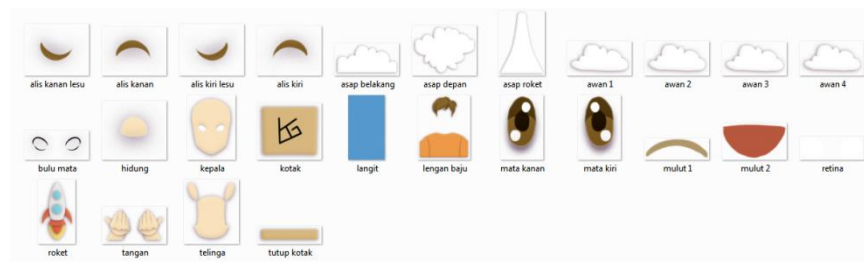 alis kanan lesu alis kanan alis kiri lesu alis kiri asap belakang asap depan asap roket awan 1 awan 2 awan 3 awan 4
bulu mata hidung kepala kotak langit lengan baju mata kanan mata kiri mulut 1 mulut 2 retina
roket tangan telinga tutup kotak